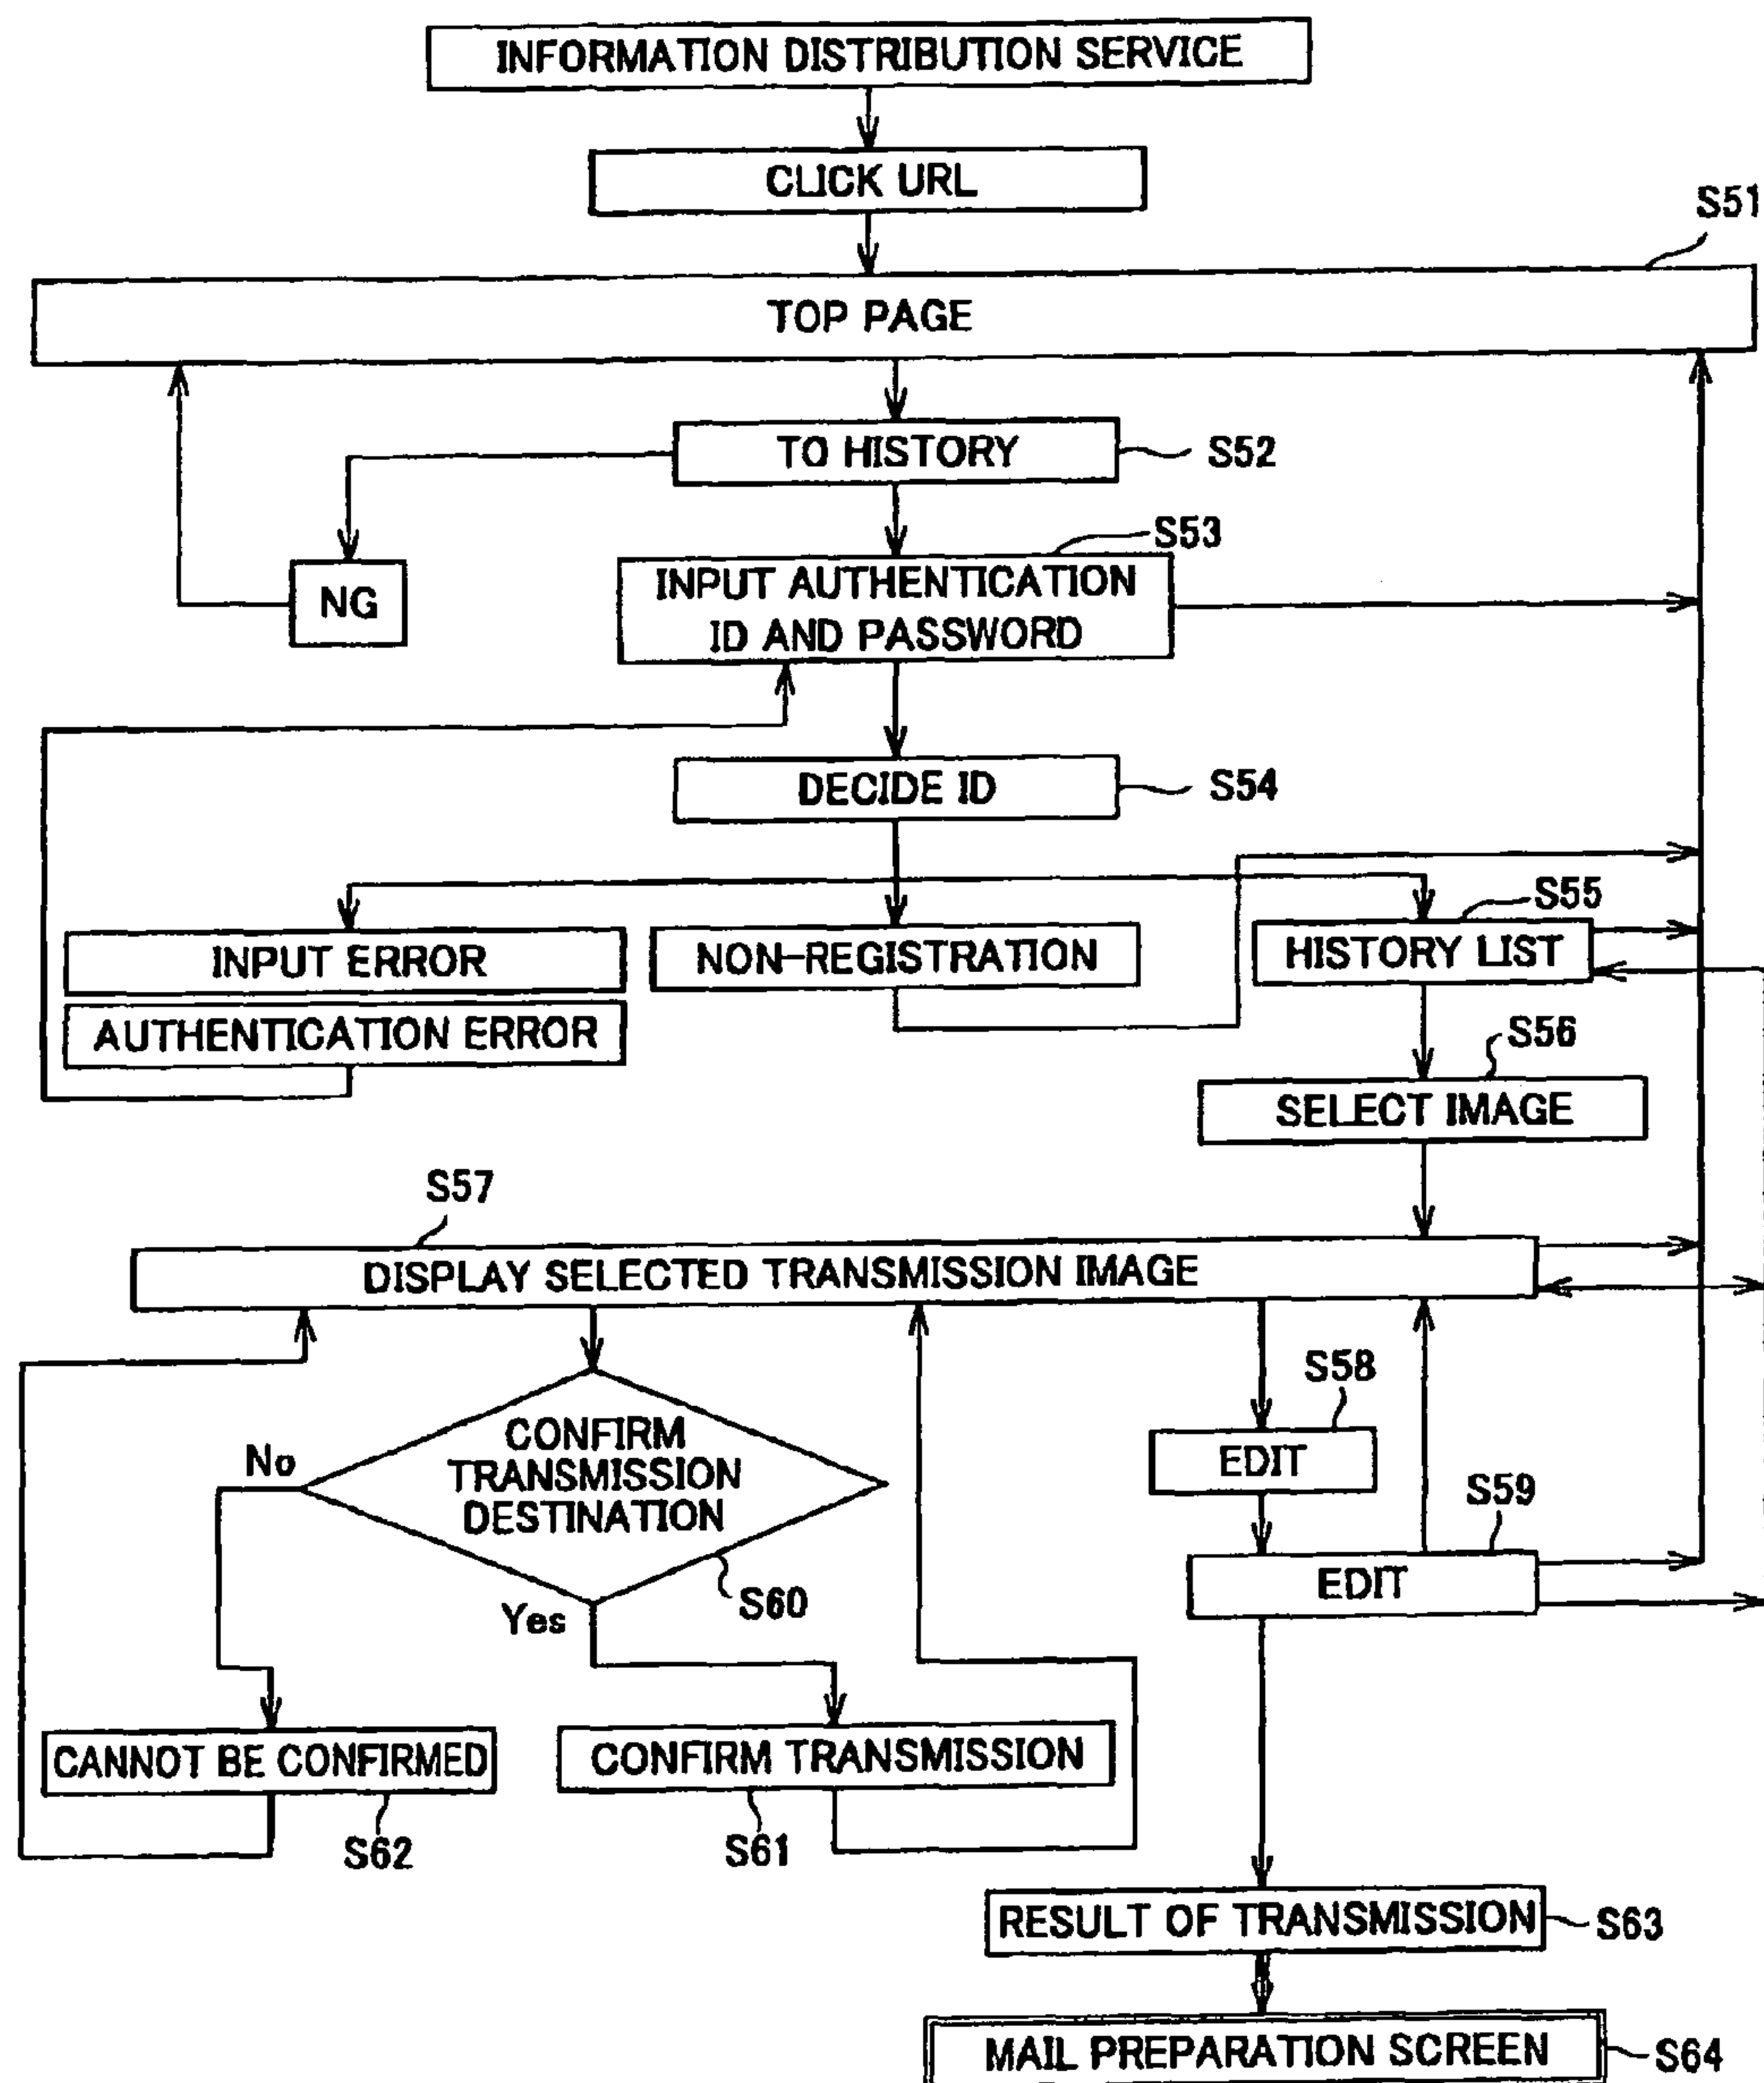 INFORMATION DISTRIBUTION SERVICE
CLICK URL
S51
TOP PAGE
TO HISTORY
S52
S53
NG
INPUT AUTHENTICATION
ID AND PASSWORD
DECIDE ID
S54
S55
INPUT ERROR
NON-REGISTRATION
HISTORY LIST
AUTHENTICATION ERROR
S56
SELECT IMAGE
S57
DISPLAY SELECTED TRANSMISSION IMAGE
S58
CONFIRM
TRANSMISSION
DESTINATION
No
EDIT
S59
EDIT
S60
Yes
CANNOT BE CONFIRMED
CONFIRM TRANSMISSION
S62
S61
RESULT OF TRANSMISSION
S63
MAIL PREPARATION SCREEN
S64